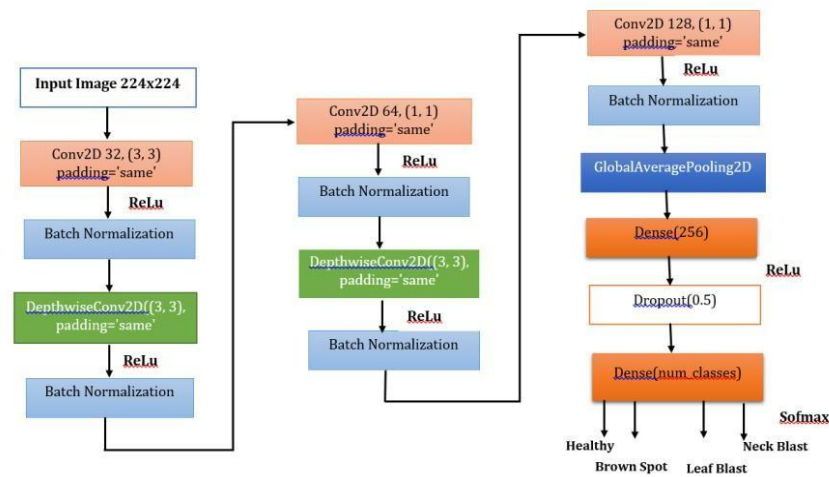 Input Image 224x224
Conv2D 32, (3, 3)
padding='same'
ReLu
Batch Normalization
DepthwiseConv2D((3, 3),
padding='same'
ReLu
Batch Normalization
Conv2D 64, (1, 1)
padding='same'
ReLu
Batch Normalization
DepthwiseConv2D((3, 3),
padding='same'
ReLu
Batch Normalization
Conv2D 128, (1, 1)
padding='same'
ReLu
Batch Normalization
GlobalAveragePooling2D
Dense(256)
ReLu
Dropout(0.5)
Dense(num_classes)
Sofmax
Healthy
Brown Spot
Leaf Blast
Neck Blast